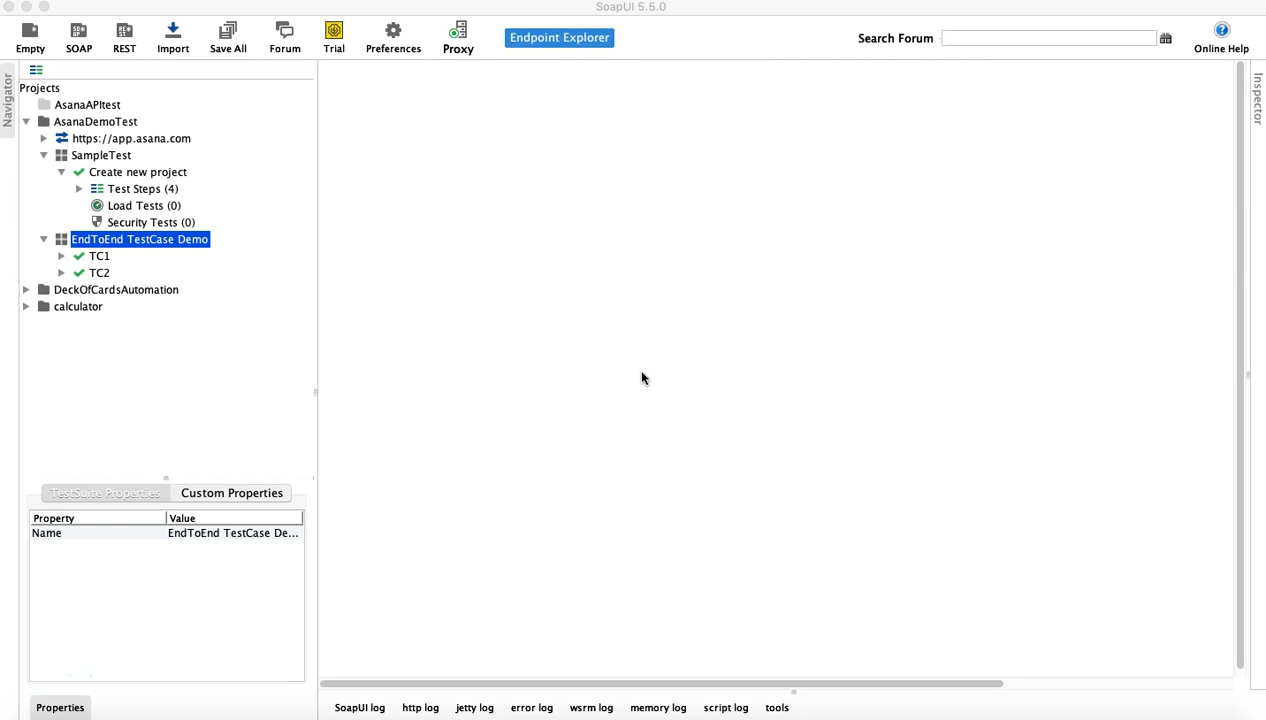 SoapUI 5.5.0
Empty SOAP REST Import Save All Forum Trial Preferences Proxy Endpoint Explorer Search Forum Online Help
Navigator
Inspector
Projects
AsanaAPItest
AsanaDemoTest
https://app.asana.com
SampleTest
Create new project
Test Steps (4)
Load Tests (0)
Security Tests (0)
EndToEnd TestCase Demo
TC1
TC2
DeckOfCardsAutomation
calculator
TestSuite Properties Custom Properties
Property Value
Name EndToEnd TestCase De...
Properties SoapUI log http log jetty log error log wsrm log memory log script log tools